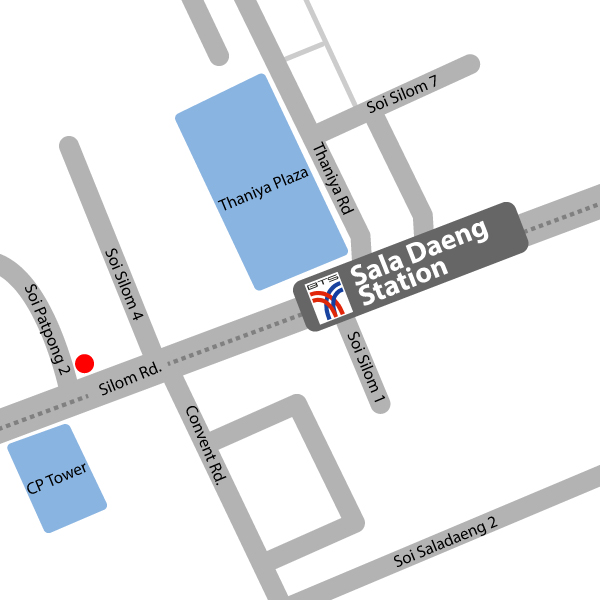 Soi Silom 7
Thaniya Rd
Thaniya Plaza
Sala Daeng
Station
BTS
Soi Silom 4
Soi Patpong 2
Silom Rd.
Soi Silom 1
Convent Rd.
CP Tower
Soi Saladaeng 2